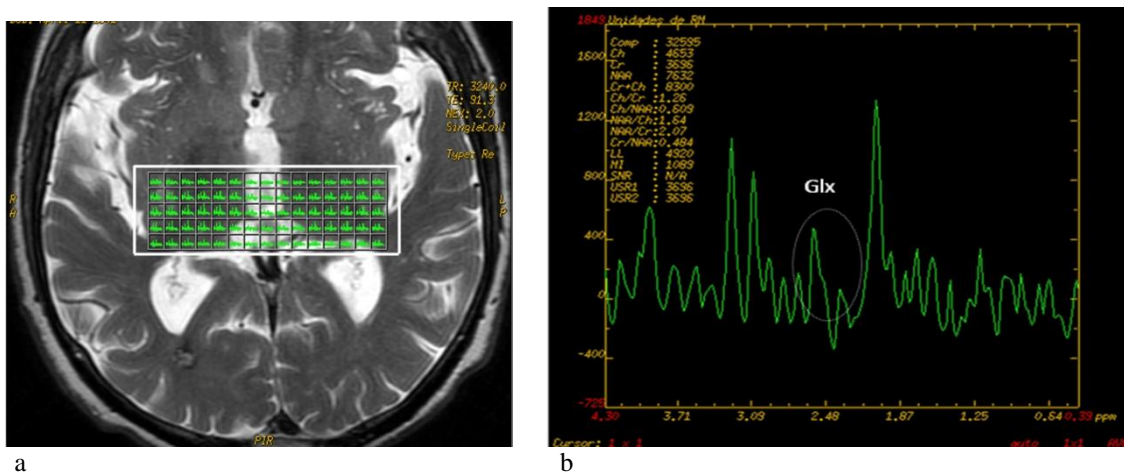 TR: 3240.0
TE: 91.3
NEX: 2.0
SingleCoil
Type: Re
R
A
L
P
PIR
a
1849
Unidades de RM
1600
1200
800
400
0
-400
-729
Comp : 32595
Ch : 4653
Cr : 3696
NAA : 7632
Cr+Ch : 8300
Ch/Cr : 1.26
Ch/NAA:0.609
NAA/Ch:1.64
NAA/Cr:2.07
Cr/NAA:0.484
LL : 4920
MI : 1089
SNR : N/A
USR1 : 3696
USR2 : 3696
Glx
4.30 3.71 3.09 2.48 1.87 1.25 0.64 0.39 ppm
Cursor: 1 x 1 auto 1x1
b